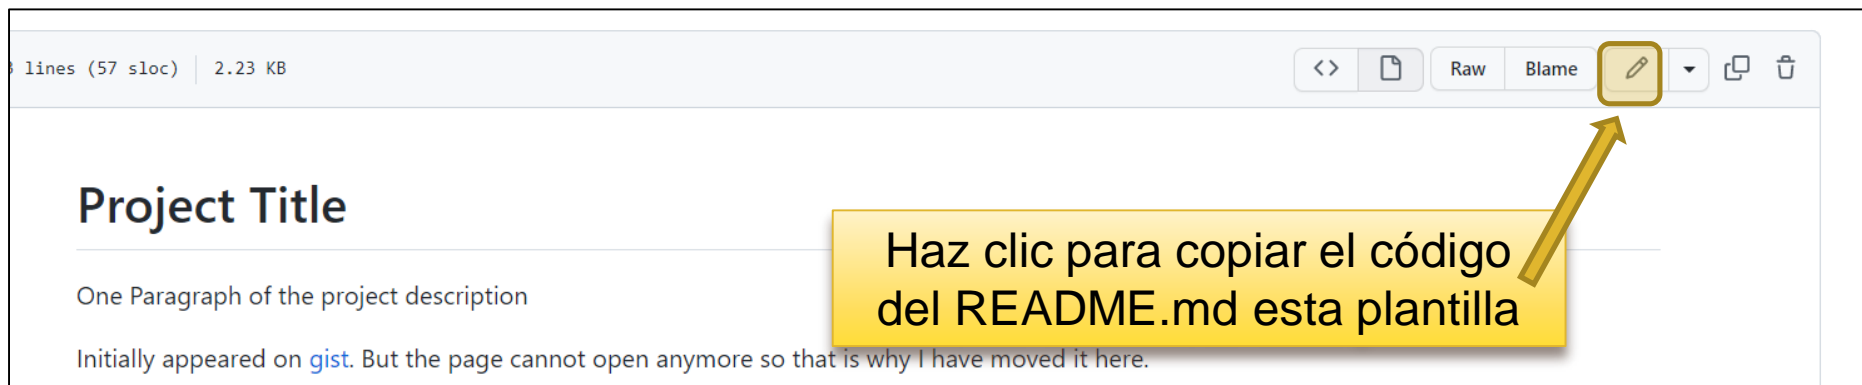 lines (57 sloc) 2.23 KB
<> Raw Blame
Project Title
One Paragraph of the project description
Initially appeared on gist. But the page cannot open anymore so that is why I have moved it here.
Haz clic para copiar el código
del README.md esta plantilla